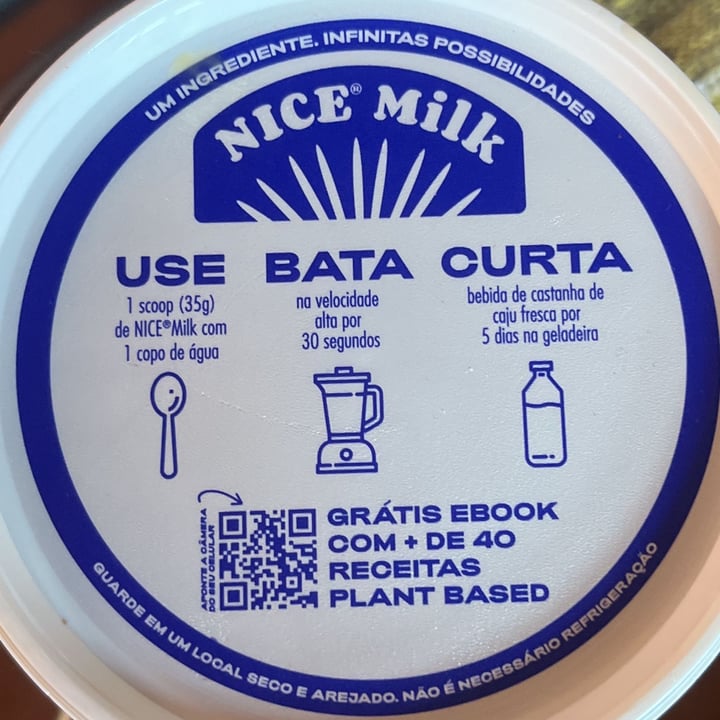 UM INGREDIENTE. INFINITAS POSSIBILIDADES
NICE® Milk
USE
1 scoop (35g)
de NICE®Milk com
1 copo de água
BATA
na velocidade
alta por
30 segundos
CURTA
bebida de castanha de
caju fresca por
5 dias na geladeira
APONTE A CÂMERA
DO SEU CELULAR
GRÁTIS EBOOK
COM + DE 40
RECEITAS
PLANT BASED
GUARDE EM UM LOCAL SECO E AREJADO. NÃO É NECESSÁRIO REFRIGERAÇÃO